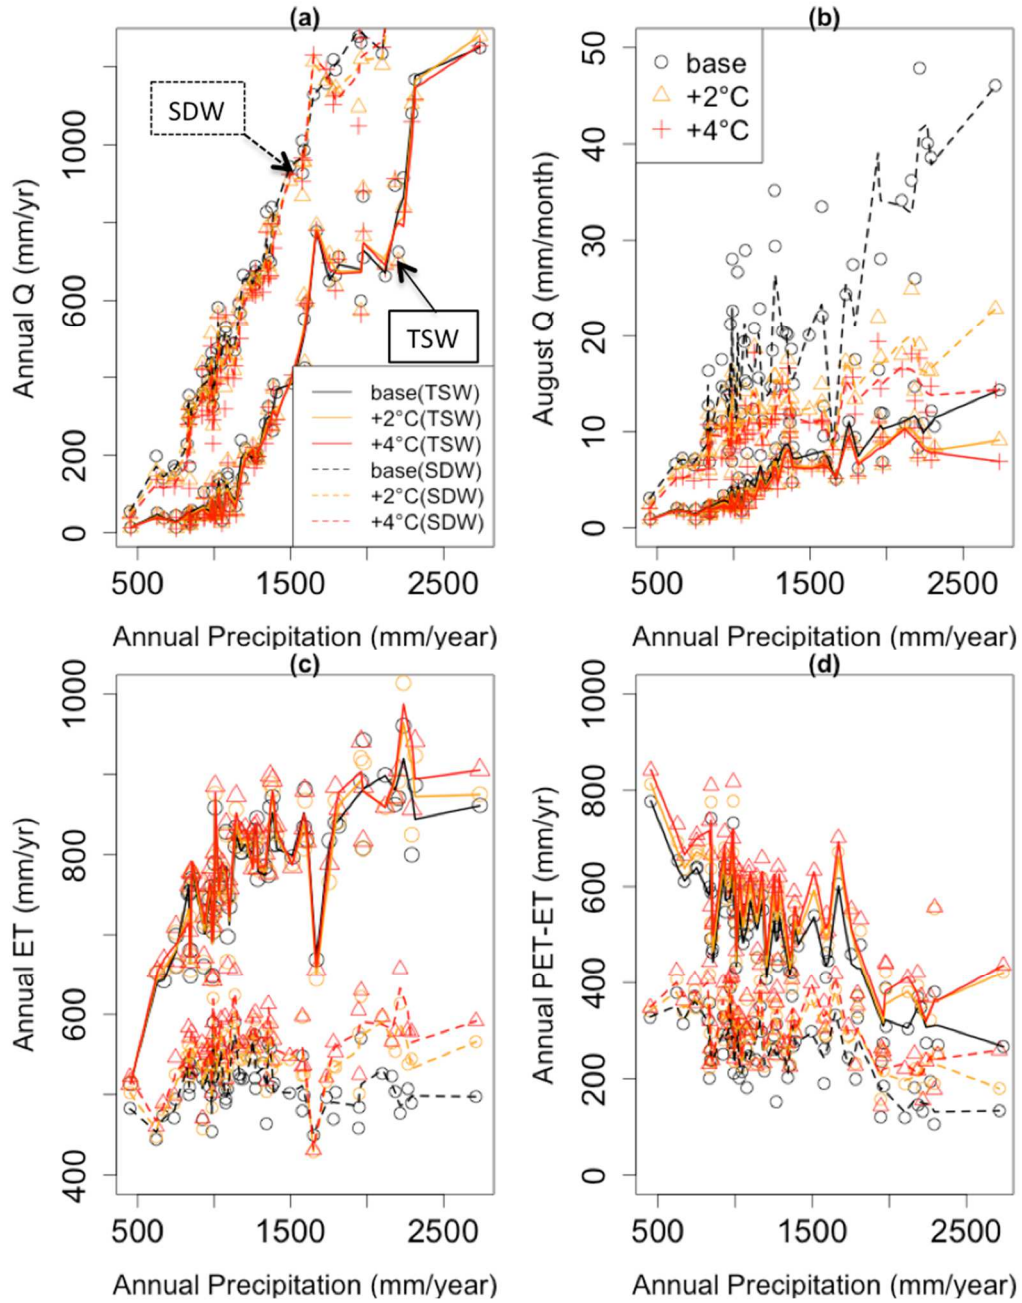 (a)
(b)
Annual Q (mm/yr)
0
200
600
1000
SDW
TSW
base(TSW)
+2°C(TSW)
+4°C(TSW)
base(SDW)
+2°C(SDW)
+4°C(SDW)
500
1500
2500
Annual Precipitation (mm/year)
August Q (mm/month)
0
10
20
30
40
50
base
+2°C
+4°C
500
1500
2500
Annual Precipitation (mm/year)
(c)
(d)
Annual ET (mm/yr)
400
600
800
1000
500
1500
2500
Annual Precipitation (mm/year)
Annual PET-ET (mm/yr)
0
200
400
600
800
1000
500
1500
2500
Annual Precipitation (mm/year)